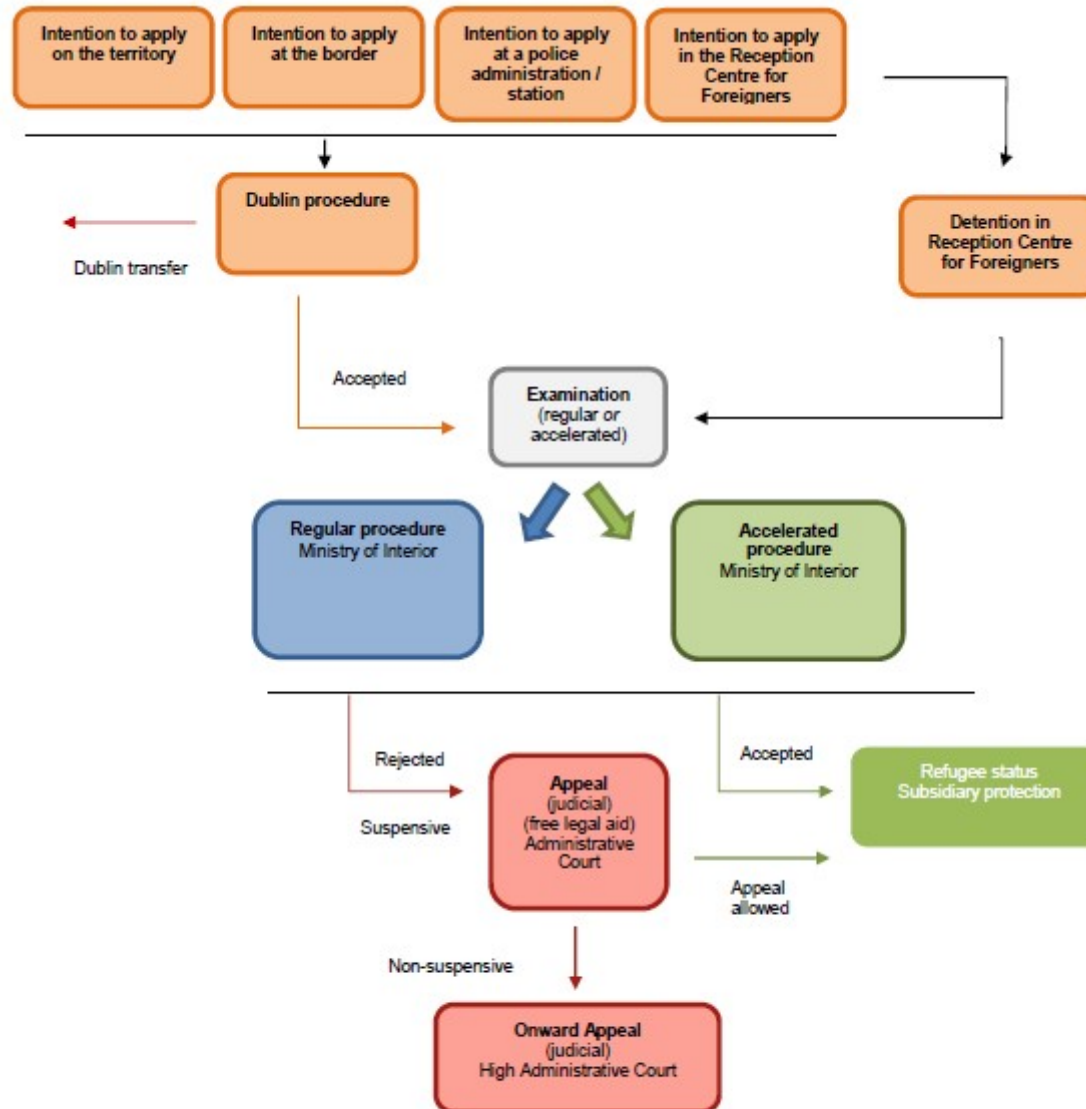 Intention to apply
on the territory
Intention to apply
at the border
Intention to apply
at a police
administration /
station
Intention to apply
in the Reception
Centre for
Foreigners
Dublin procedure
Dublin transfer
Detention in
Reception Centre
for Foreigners
Accepted
Examination
(regular or
accelerated)
Regular procedure
Ministry of Interior
Accelerated
procedure
Ministry of Interior
Rejected
Suspensive
Appeal
(judicial)
(free legal aid)
Administrative
Court
Accepted
Refugee status
Subsidiary protection
Appeal
allowed
Non-suspensive
Onward Appeal
(judicial)
High Administrative Court